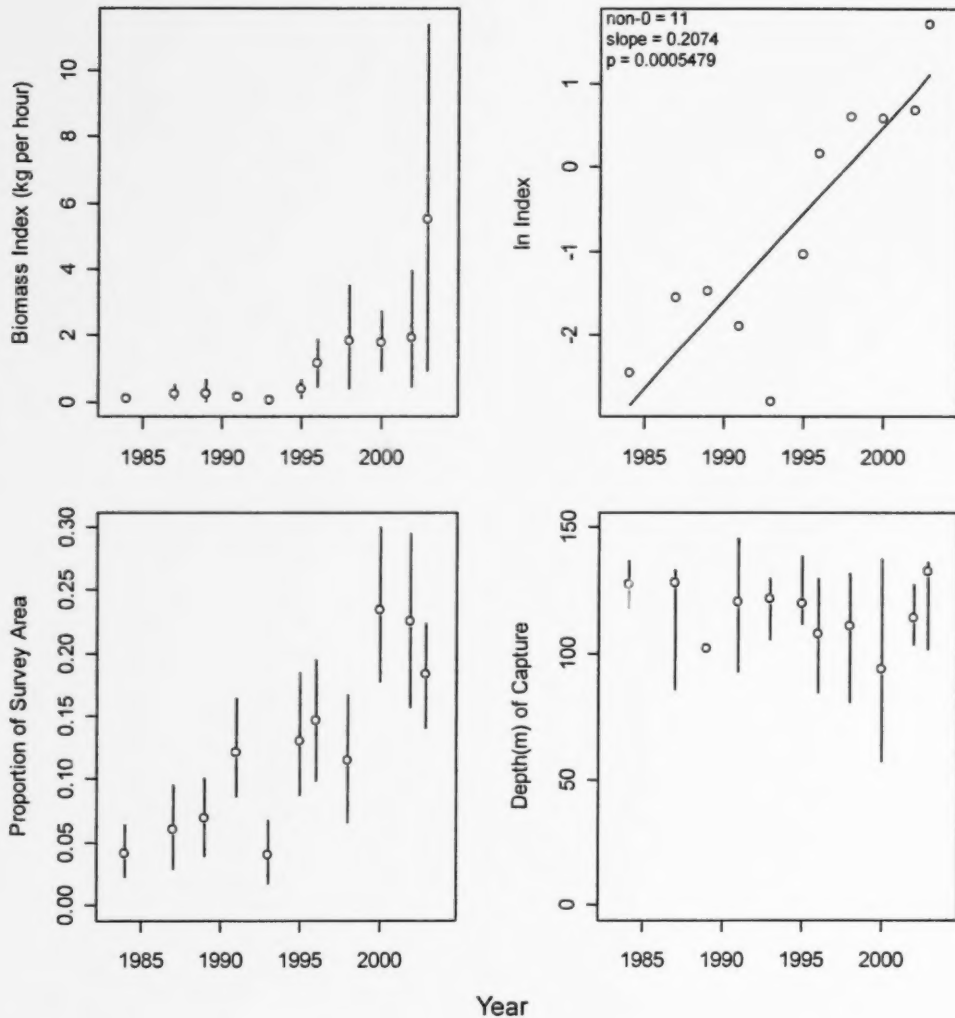 Biomass Index (kg per hour)
0 2 4 6 8 10
1985 1990 1995 2000
non-0 = 11
slope = 0.2074
p = 0.0005479
ln Index
-2 -1 0 1
1985 1990 1995 2000
Proportion of Survey Area
0.00 0.05 0.10 0.15 0.20 0.25 0.30
1985 1990 1995 2000
Depth(m) of Capture
0 50 100 150
1985 1990 1995 2000
Year